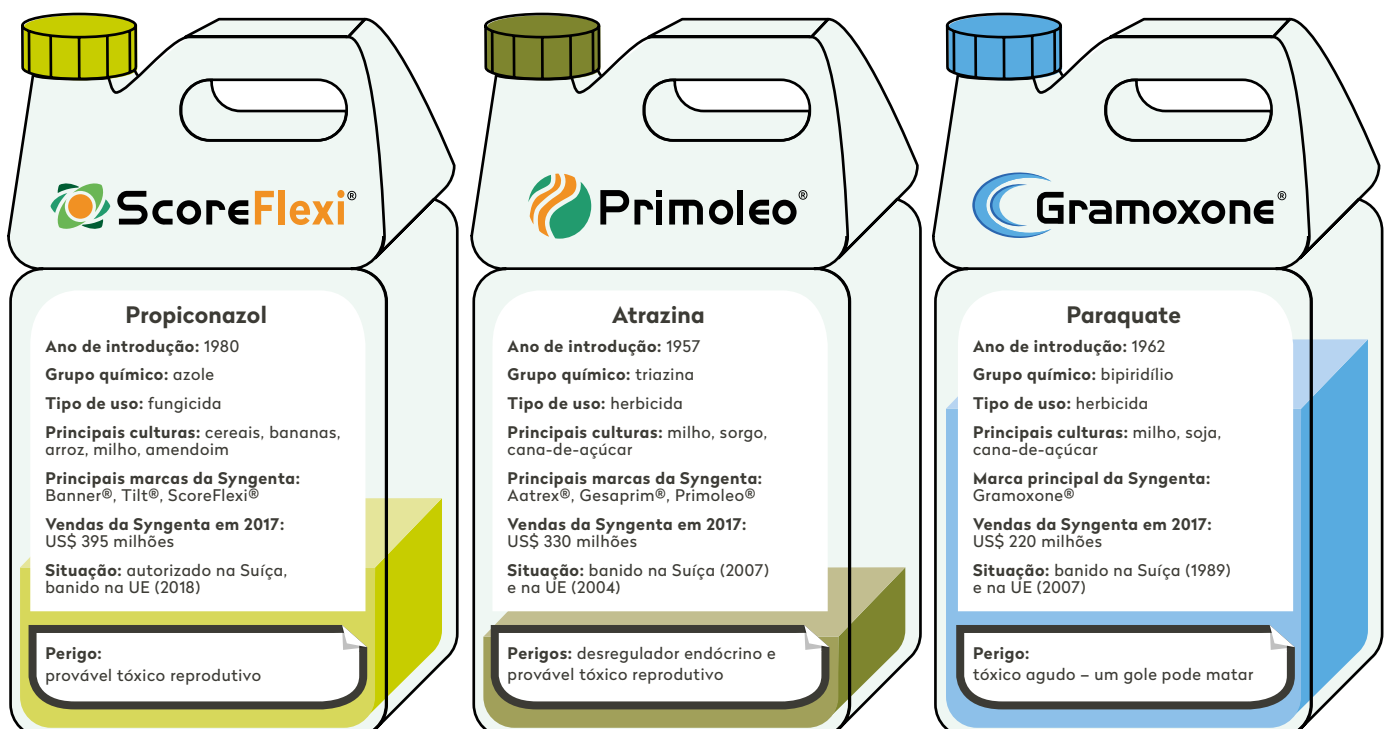 ScoreFlexi®
Propiconazol
Ano de introdução: 1980
Grupo químico: azole
Tipo de uso: fungicida
Principais culturas: cereais, bananas,
arroz, milho, amendoim
Principais marcas da Syngenta:
Banner®, Tilt®, ScoreFlexi®
Vendas da Syngenta em 2017:
US$ 395 milhões
Situação: autorizado na Suíça,
banido na UE (2018)
Perigo:
provável tóxico reprodutivo
Primoleo®
Atrazina
Ano de introdução: 1957
Grupo químico: triazina
Tipo de uso: herbicida
Principais culturas: milho, sorgo,
cana-de-açúcar
Principais marcas da Syngenta:
Aatrex®, Gesaprim®, Primoleo®
Vendas da Syngenta em 2017:
US$ 330 milhões
Situação: banido na Suíça (2007)
e na UE (2004)
Perigos: desregulador endócrino e
provável tóxico reprodutivo
Gramoxone®
Paraquate
Ano de introdução: 1962
Grupo químico: bipiridílio
Tipo de uso: herbicida
Principais culturas: milho, soja,
cana-de-açúcar
Marca principal da Syngenta:
Gramoxone®
Vendas da Syngenta em 2017:
US$ 220 milhões
Situação: banido na Suíça (1989)
e na UE (2007)
Perigo:
tóxico agudo – um gole pode matar